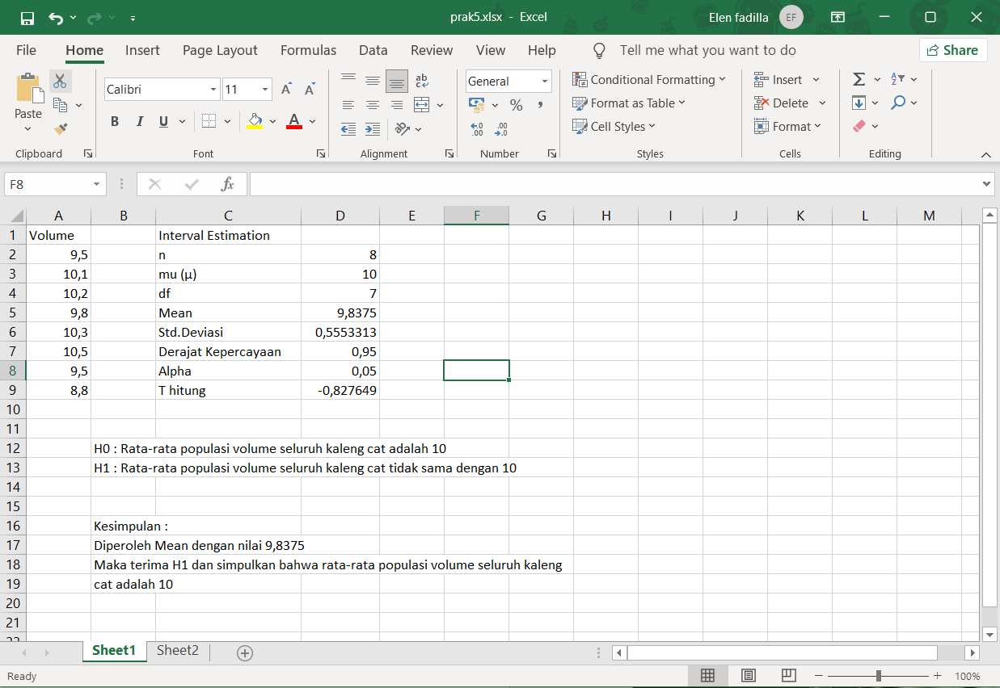 prak5.xlsx - Excel
Elen fadilla
EF
File Home Insert Page Layout Formulas Data Review View Help Tell me what you want to do Share
Paste
Calibri 11
General
Conditional Formatting
Format as Table
Cell Styles
Insert
Delete
Format
Clipboard Font Alignment Number Styles Cells Editing
F8
A B C D E F G H I J K L M
1 Volume Interval Estimation
2 9,5 n 8
3 10,1 mu (μ) 10
4 10,2 df 7
5 9,8 Mean 9,8375
6 10,3 Std.Deviasi 0,5553313
7 10,5 Derajat Kepercayaan 0,95
8 9,5 Alpha 0,05
9 8,8 T hitung -0,827649
10
11
12 H0 : Rata-rata populasi volume seluruh kaleng cat adalah 10
13 H1 : Rata-rata populasi volume seluruh kaleng cat tidak sama dengan 10
14
15
16 Kesimpulan :
17 Diperoleh Mean dengan nilai 9,8375
18 Maka terima H1 dan simpulkan bahwa rata-rata populasi volume seluruh kaleng
19 cat adalah 10
20
21
Sheet1 Sheet2
Ready
100%